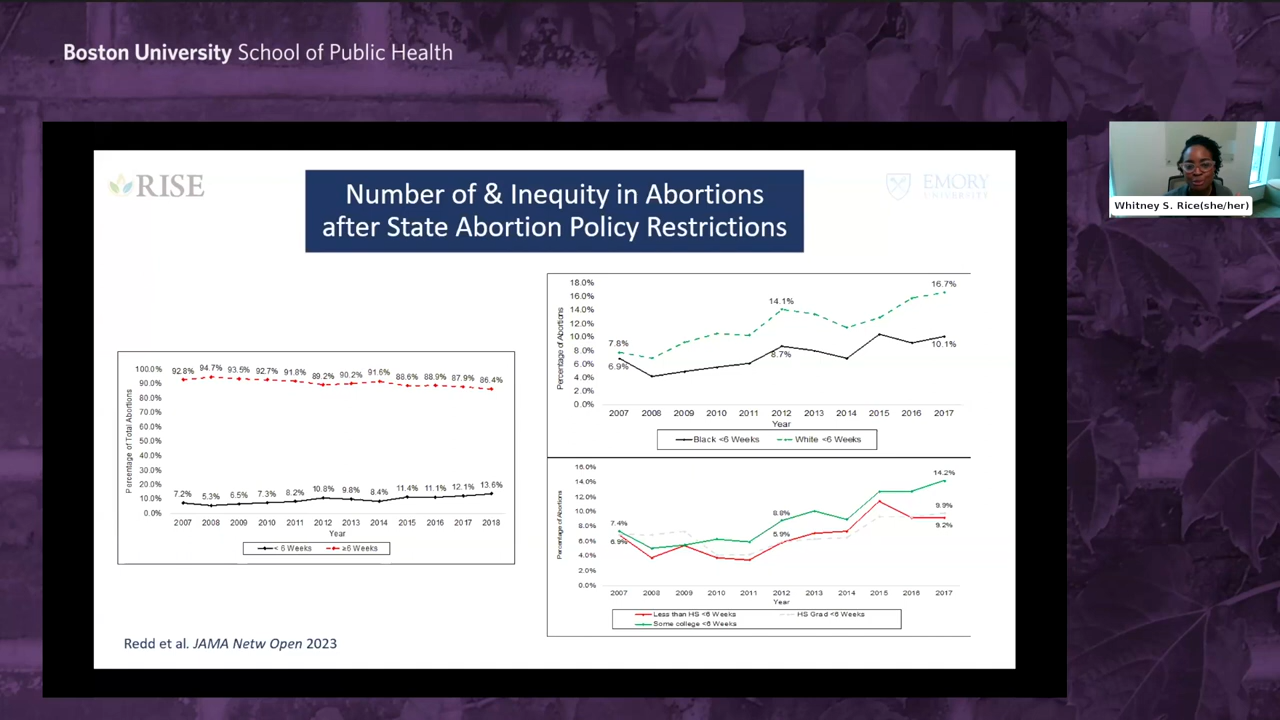 Boston University School of Public Health
RISE
Number of & Inequity in Abortions
after State Abortion Policy Restrictions
EMORY
UNIVERSITY
Whitney S. Rice(she/her)
Percentage of Total Abortions
100.0%
90.0%
80.0%
70.0%
60.0%
50.0%
40.0%
30.0%
20.0%
10.0%
0.0%
92.8% 94.7% 93.5% 92.7% 91.8% 89.2% 90.2% 91.6% 88.6% 88.9% 87.9% 86.4%
7.2% 5.3% 6.5% 7.3% 8.2% 10.8% 9.8% 8.4% 11.4% 11.1% 12.1% 13.6%
2007 2008 2009 2010 2011 2012 2013 2014 2015 2016 2017 2018
Year
< 6 Weeks ≥6 Weeks
Percentage of Abortions
18.0%
16.0%
14.0%
12.0%
10.0%
8.0%
6.0%
4.0%
2.0%
0.0%
7.8% 14.1% 16.7%
6.9% 8.7% 10.1%
2007 2008 2009 2010 2011 2012 2013 2014 2015 2016 2017
Year
Black <6 Weeks White <6 Weeks
Percentage of Abortions
16.0%
14.0%
12.0%
10.0%
8.0%
6.0%
4.0%
2.0%
0.0%
7.4% 8.8% 14.2%
6.9% 5.9% 9.9%
9.2%
2007 2008 2009 2010 2011 2012 2013 2014 2015 2016 2017
Year
Less than HS <6 Weeks HS Grad <6 Weeks
Some college <6 Weeks
Redd et al. JAMA Netw Open 2023